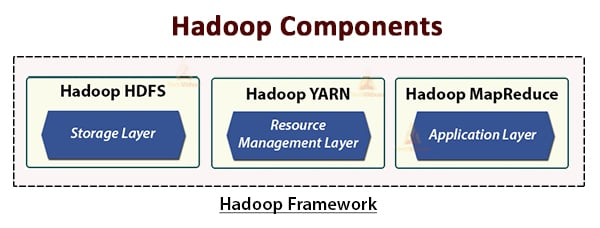 Hadoop Components
Hadoop HDFS
Storage Layer
Hadoop YARN
Resource
Management Layer
Hadoop MapReduce
Application Layer
Hadoop Framework